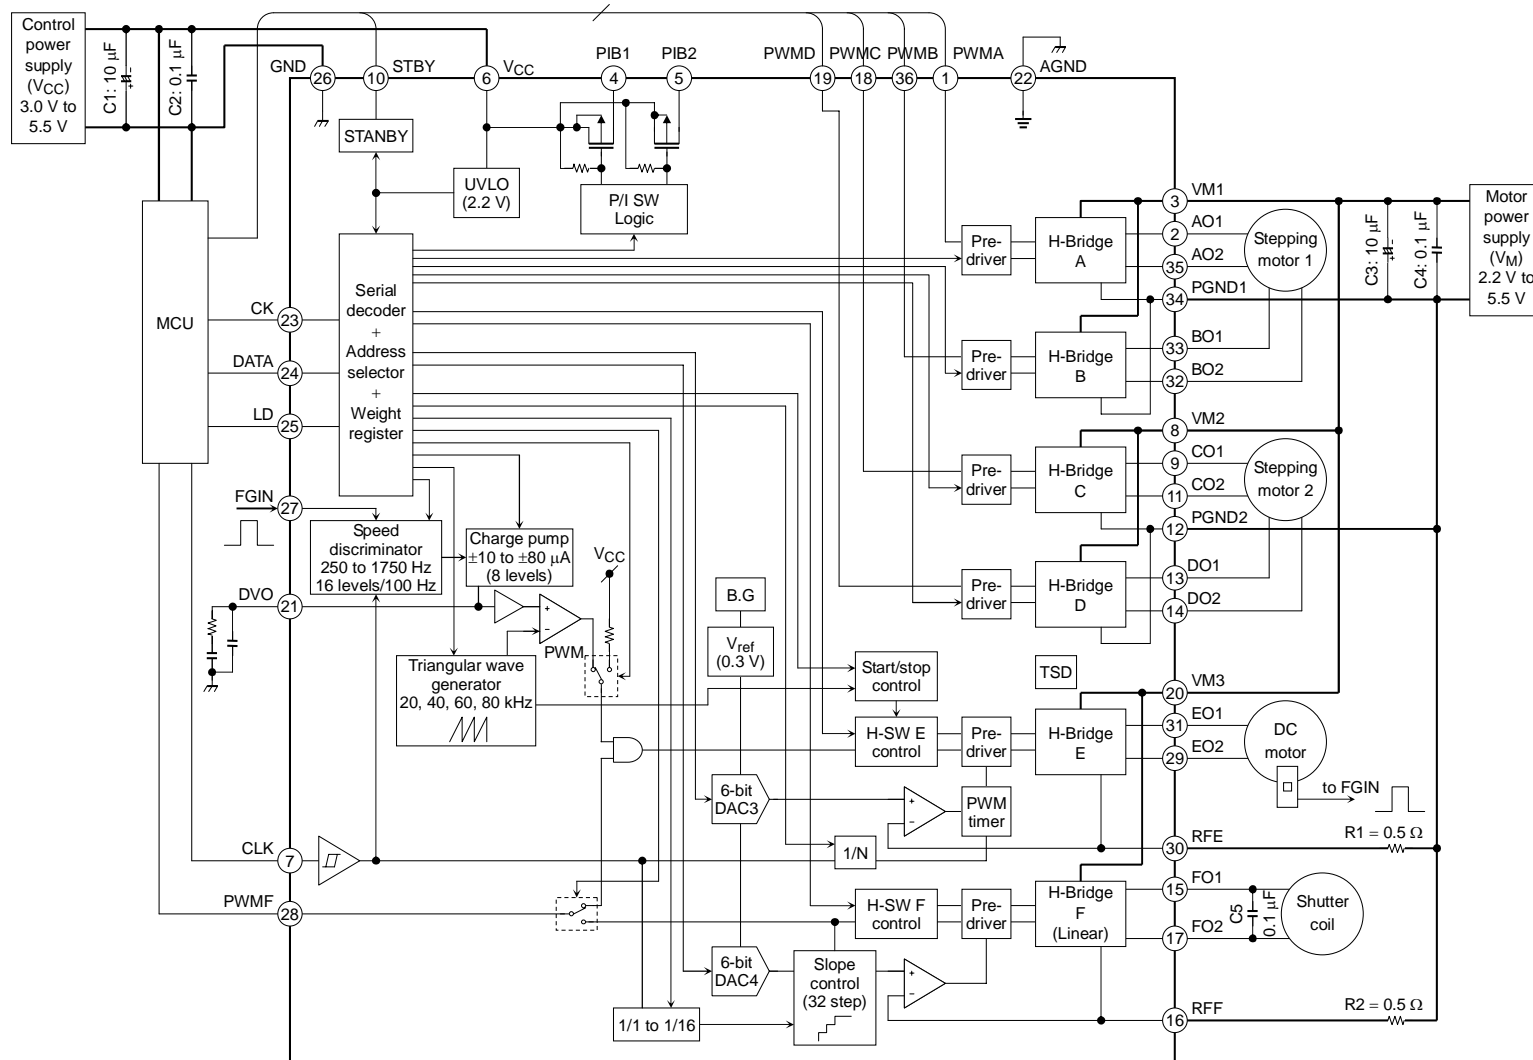 Control
power
supply
(VCC)
3.0 V to
5.5 V
C1: 10 μF
C2: 0.1 μF
GND
26
10
STBY
6
VCC
PIB1
4
PIB2
5
PWMD
19
PWMC
18
PWMB
36
PWMA
1
22
AGND
STANBY
UVLO
(2.2 V)
P/I SW
Logic
MCU
CK
23
DATA
24
LD
25
Serial
decoder
+
Address
selector
+
Weight
register
Pre-
driver
H-Bridge
A
3
VM1
2
AO1
35
AO2
34
PGND1
Stepping
motor 1
C3: 10 μF
C4: 0.1 μF
Motor
power
supply
(VM)
2.2 V to
5.5 V
Pre-
driver
H-Bridge
B
33
BO1
32
BO2
8
VM2
Pre-
driver
H-Bridge
C
9
CO1
11
CO2
12
PGND2
Stepping
motor 2
Pre-
driver
H-Bridge
D
13
DO1
14
DO2
FGIN
27
Speed
discriminator
250 to 1750 Hz
16 levels/100 Hz
Charge pump
±10 to ±80 μA
(8 levels)
VCC
DVO
21
+
−
PWM
B.G
Vref
(0.3 V)
Triangular wave
generator
20, 40, 60, 80 kHz
Start/stop
control
TSD
20
VM3
H-SW E
control
Pre-
driver
H-Bridge
E
31
EO1
29
EO2
DC
motor
to FGIN
6-bit
DAC3
+
−
PWM
timer
1/N
30
RFE
R1 = 0.5 Ω
CLK
7
PWMF
28
H-SW F
control
Pre-
driver
H-Bridge
F
(Linear)
15
FO1
17
FO2
C5
0.1 μF
Shutter
coil
6-bit
DAC4
Slope
control
(32 step)
+
−
1/1 to 1/16
16
RFF
R2 = 0.5 Ω